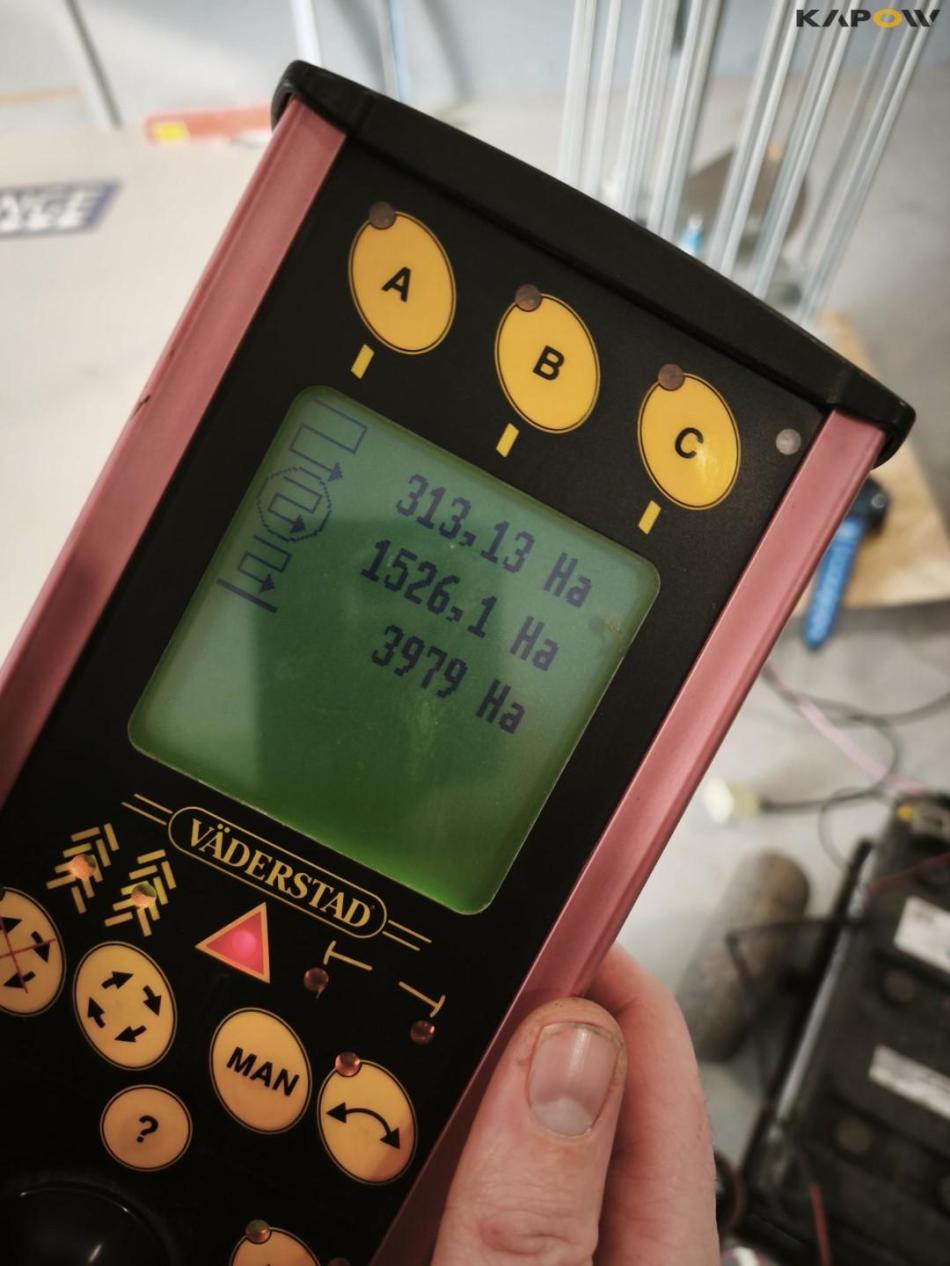 KAPOW
A
B
C
313,13 Ha
1526,1 Ha
3979 Ha
VÄDERSTAD
MAN
?